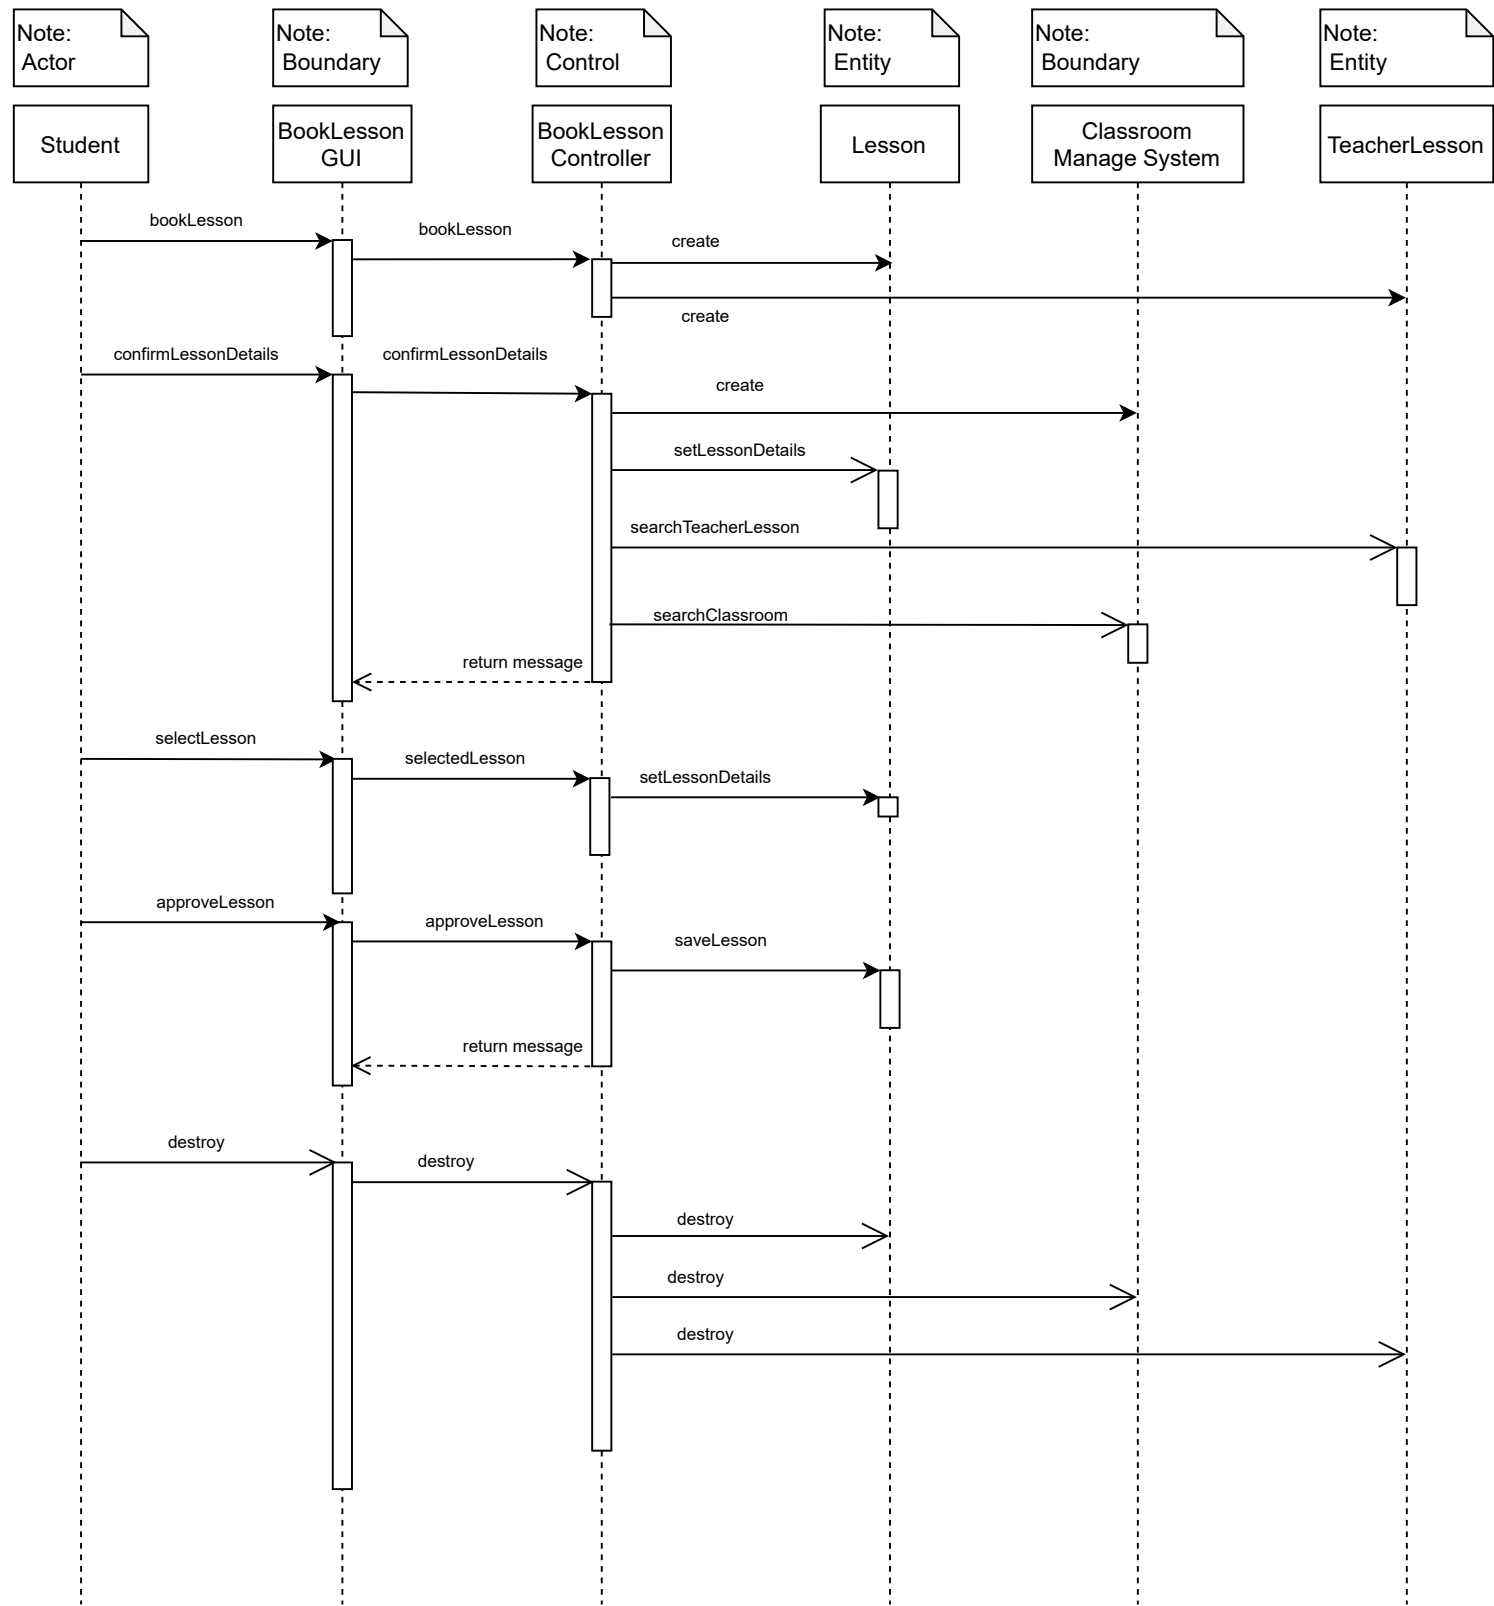 Note:
Actor
Note:
Boundary
Note:
Control
Note:
Entity
Note:
Boundary
Note:
Entity
Student
BookLesson
GUI
BookLesson
Controller
Lesson
Classroom
Manage System
TeacherLesson
bookLesson
bookLesson
create
create
confirmLessonDetails
confirmLessonDetails
create
setLessonDetails
searchTeacherLesson
searchClassroom
return message
selectLesson
selectedLesson
setLessonDetails
approveLesson
approveLesson
saveLesson
return message
destroy
destroy
destroy
destroy
destroy